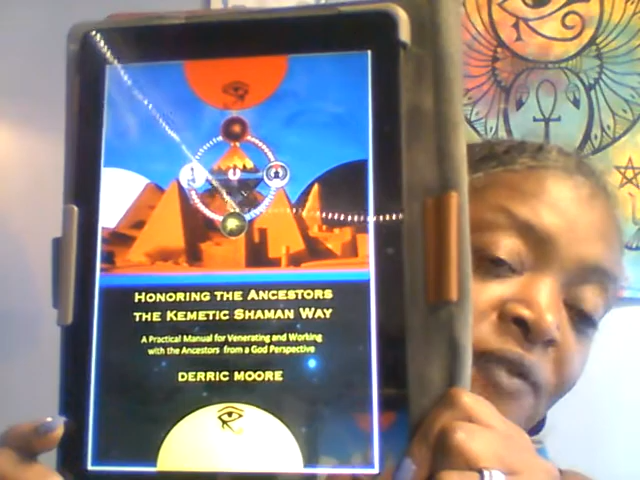 HONORING THE ANCESTORS
THE KEMETIC SHAMAN WAY
A Practical Manual for Venerating and Working
with the Ancestors from a God Perspective
DERRIC MOORE